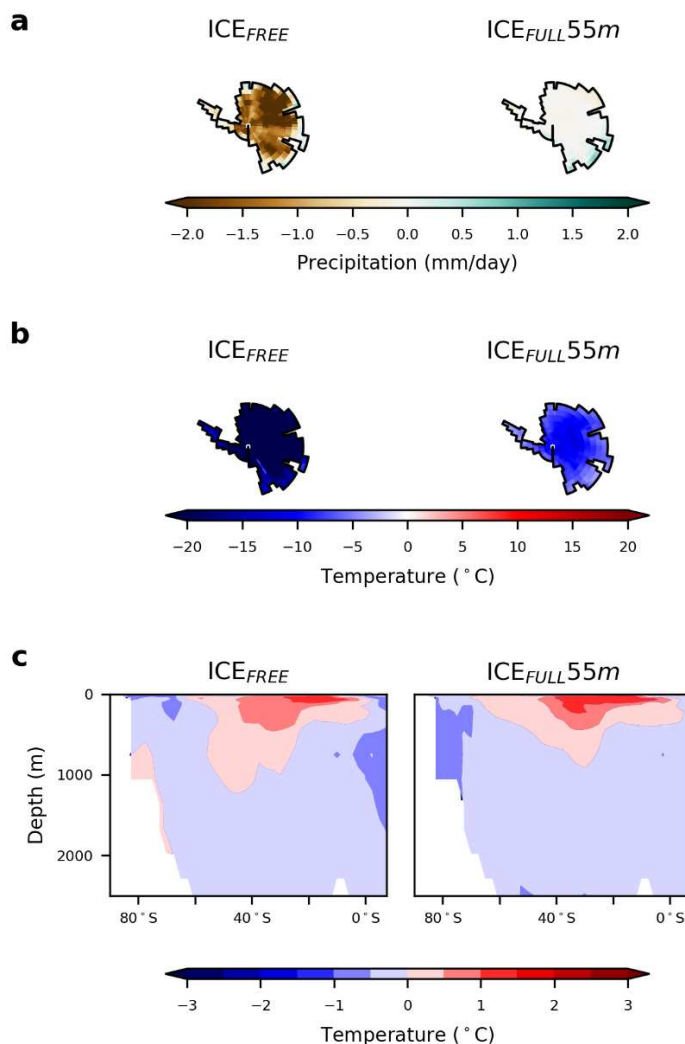 a
ICE_FREE ICE_FULL55m
−2.0 −1.5 −1.0 −0.5 0.0 0.5 1.0 1.5 2.0
Precipitation (mm/day)
b
ICE_FREE ICE_FULL55m
−20 −15 −10 −5 0 5 10 15 20
Temperature (°C)
c
ICE_FREE ICE_FULL55m
0
1000
2000
Depth (m)
80°S 40°S 0°S 80°S 40°S 0°S
−3 −2 −1 0 1 2 3
Temperature (°C)